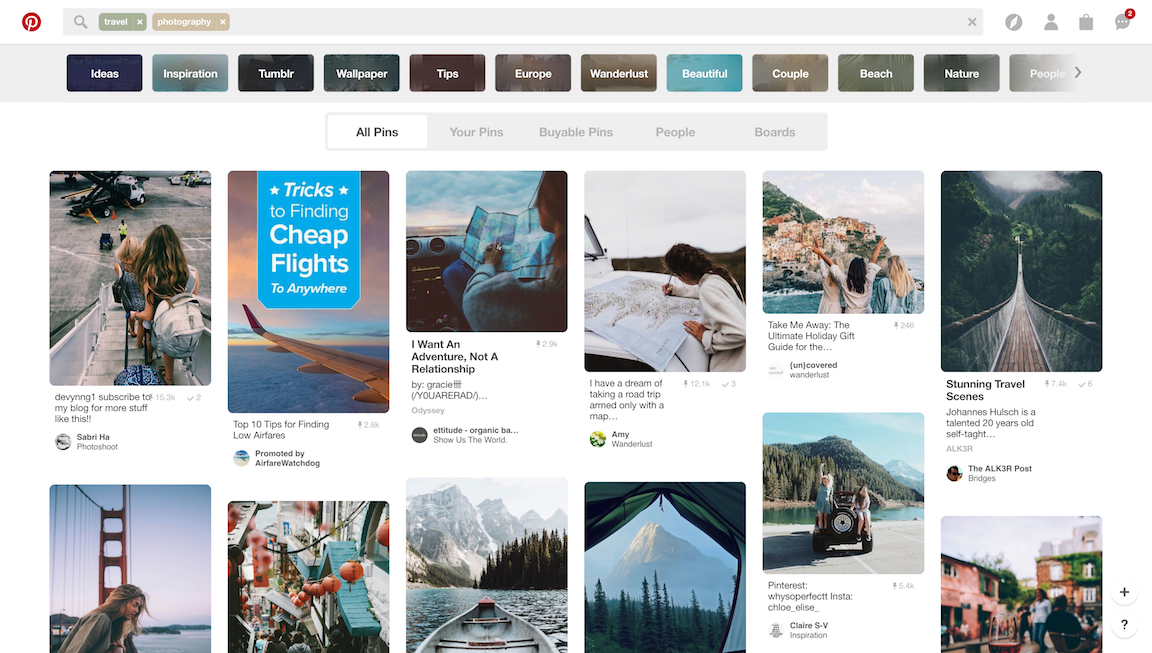 travel ×
photography ×
2
Ideas
Inspiration
Tumblr
Wallpaper
Tips
Europe
Wanderlust
Beautiful
Couple
Beach
Nature
People
All Pins
Your Pins
Buyable Pins
People
Boards
devynng1 subscribe to
my blog for more stuff
like this!!
15.3k
2
Sabri Ha
Photoshoot
Tricks
to Finding
Cheap
Flights
To Anywhere
Top 10 Tips for Finding
Low Airfares
2.6k
Promoted by
AirfareWatchdog
I Want An
Adventure, Not A
Relationship
2.9k
by: gracie
(/Y0UARERAD/)…
Odyssey
ettitude - organic ba...
Show Us The World.
I have a dream of
taking a road trip
armed only with a
map…
12.1k
3
Amy
Wanderlust
Take Me Away: The
Ultimate Holiday Gift
Guide for the…
246
{un}covered
wanderlust
Pinterest:
whysoperfectt Insta:
chloe_elise_
5.4k
Claire S-V
Inspiration
Stunning Travel
Scenes
7.4k
6
Johannes Hulsch is a
talented 20 years old
self-taght…
ALK3R
The ALK3R Post
Bridges
+
?